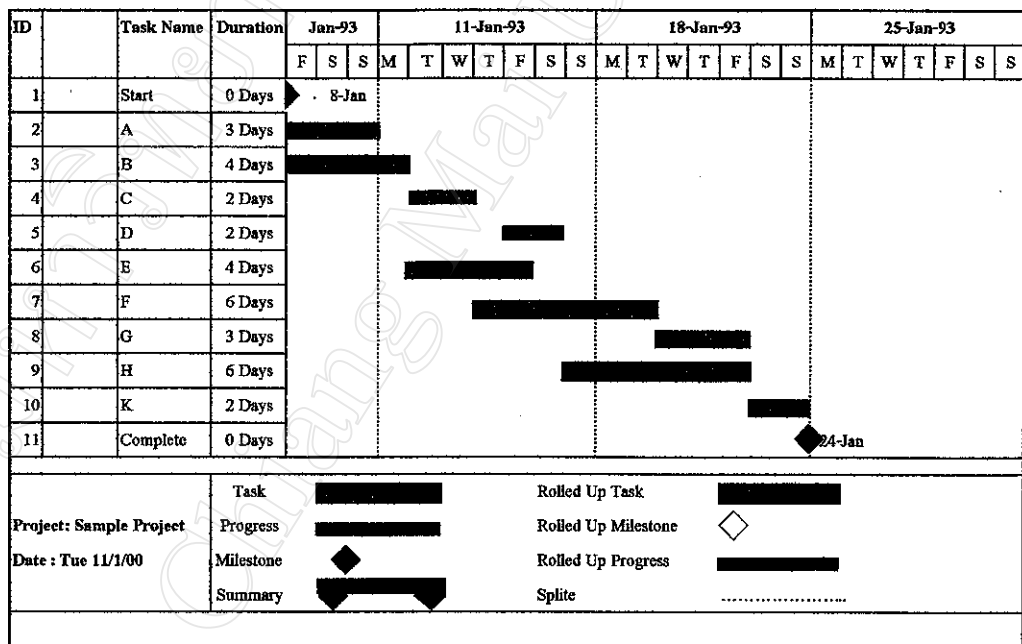 ID Task Name Duration Jan-93 11-Jan-93 18-Jan-93 25-Jan-93
F S S M T W T F S S M T W T F S S M T W T F S S
1 Start 0 Days 8-Jan
2 A 3 Days
3 B 4 Days
4 C 2 Days
5 D 2 Days
6 E 4 Days
7 F 6 Days
8 G 3 Days
9 H 6 Days
10 K 2 Days
11 Complete 0 Days 24-Jan
Task Rolled Up Task
Project: Sample Project Progress Rolled Up Milestone
Date : Tue 11/1/00 Milestone Rolled Up Progress
Summary Splite
Chiang Mai